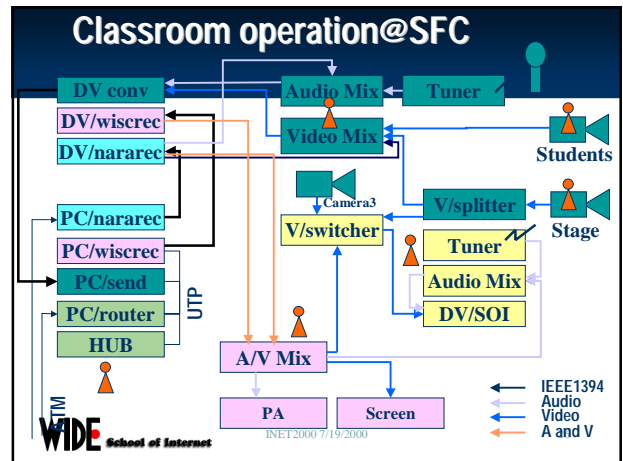 Classroom operation@SFC
DV conv
Audio Mix
Tuner
DV/wiscrec
Video Mix
DV/nararec
Students
Camera3
PC/nararec
V/splitter
V/switcher
Stage
PC/wiscrec
Tuner
PC/send
Audio Mix
UTP
PC/router
DV/SOI
HUB
A/V Mix
ATM
IEEE1394
Audio
PA
Screen
Video
A and V
WIDE School of Internet
INET2000 7/19/2000